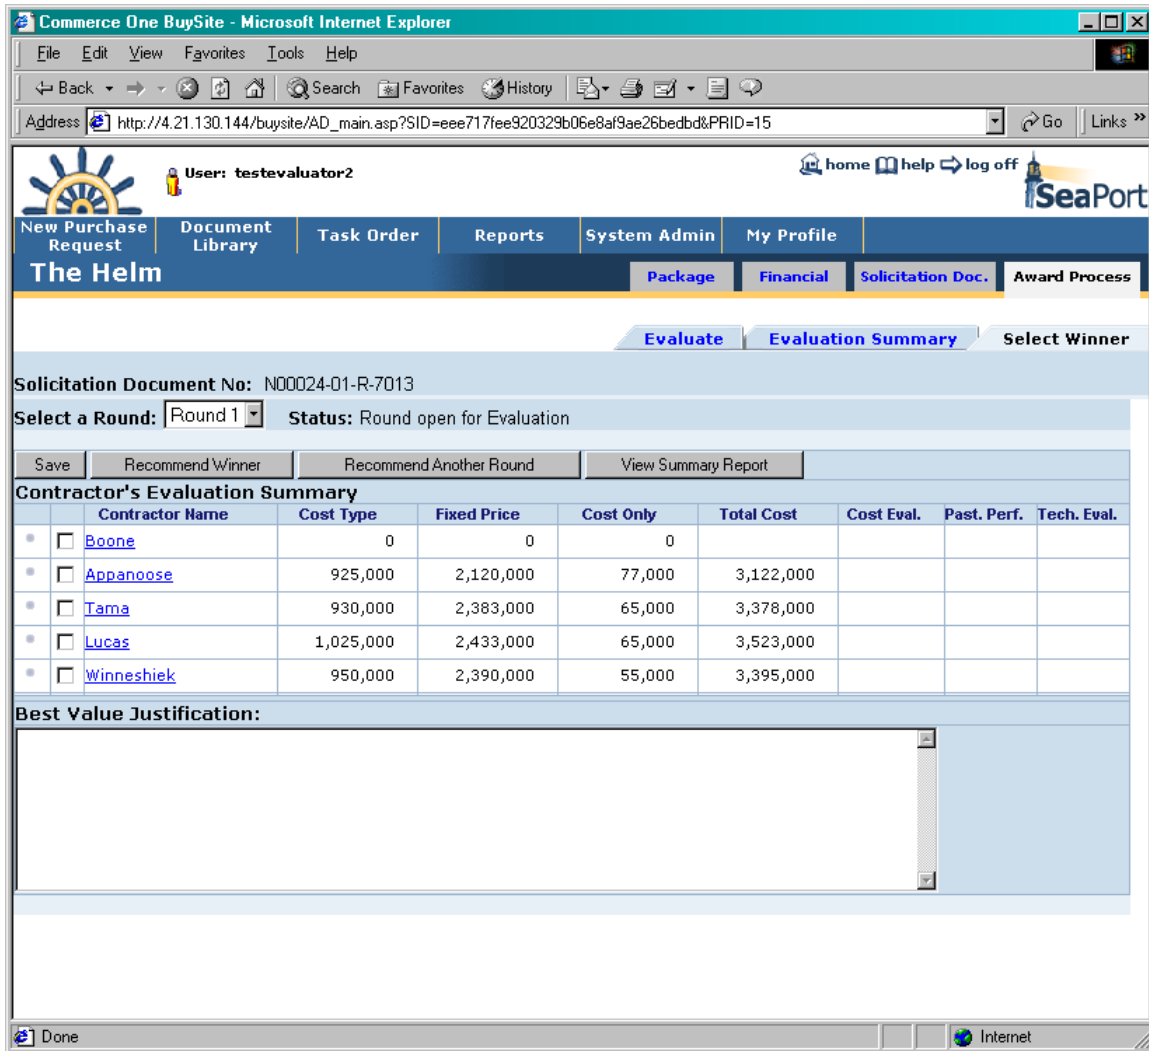 Commerce One BuySite - Microsoft Internet Explorer
File Edit View Favorites Tools Help
Back Search Favorites History
Address http://4.21.130.144/buysite/AD_main.asp?SID=eee717fee920329b06e8af9ae26bedbd&PRID=15 Go Links »
User: testevaluator2 home help log off
SeaPort
New Purchase Request Document Library Task Order Reports System Admin My Profile
The Helm Package Financial Solicitation Doc. Award Process
Evaluate Evaluation Summary Select Winner
Solicitation Document No: N00024-01-R-7013
Select a Round: Round 1 Status: Round open for Evaluation
Save Recommend Winner Recommend Another Round View Summary Report
Contractor's Evaluation Summary
Contractor Name Cost Type Fixed Price Cost Only Total Cost Cost Eval. Past. Perf. Tech. Eval.
Boone 0 0 0
Appanoose 925,000 2,120,000 77,000 3,122,000
Tama 930,000 2,383,000 65,000 3,378,000
Lucas 1,025,000 2,433,000 65,000 3,523,000
Winneshiek 950,000 2,390,000 55,000 3,395,000
Best Value Justification:
Done Internet